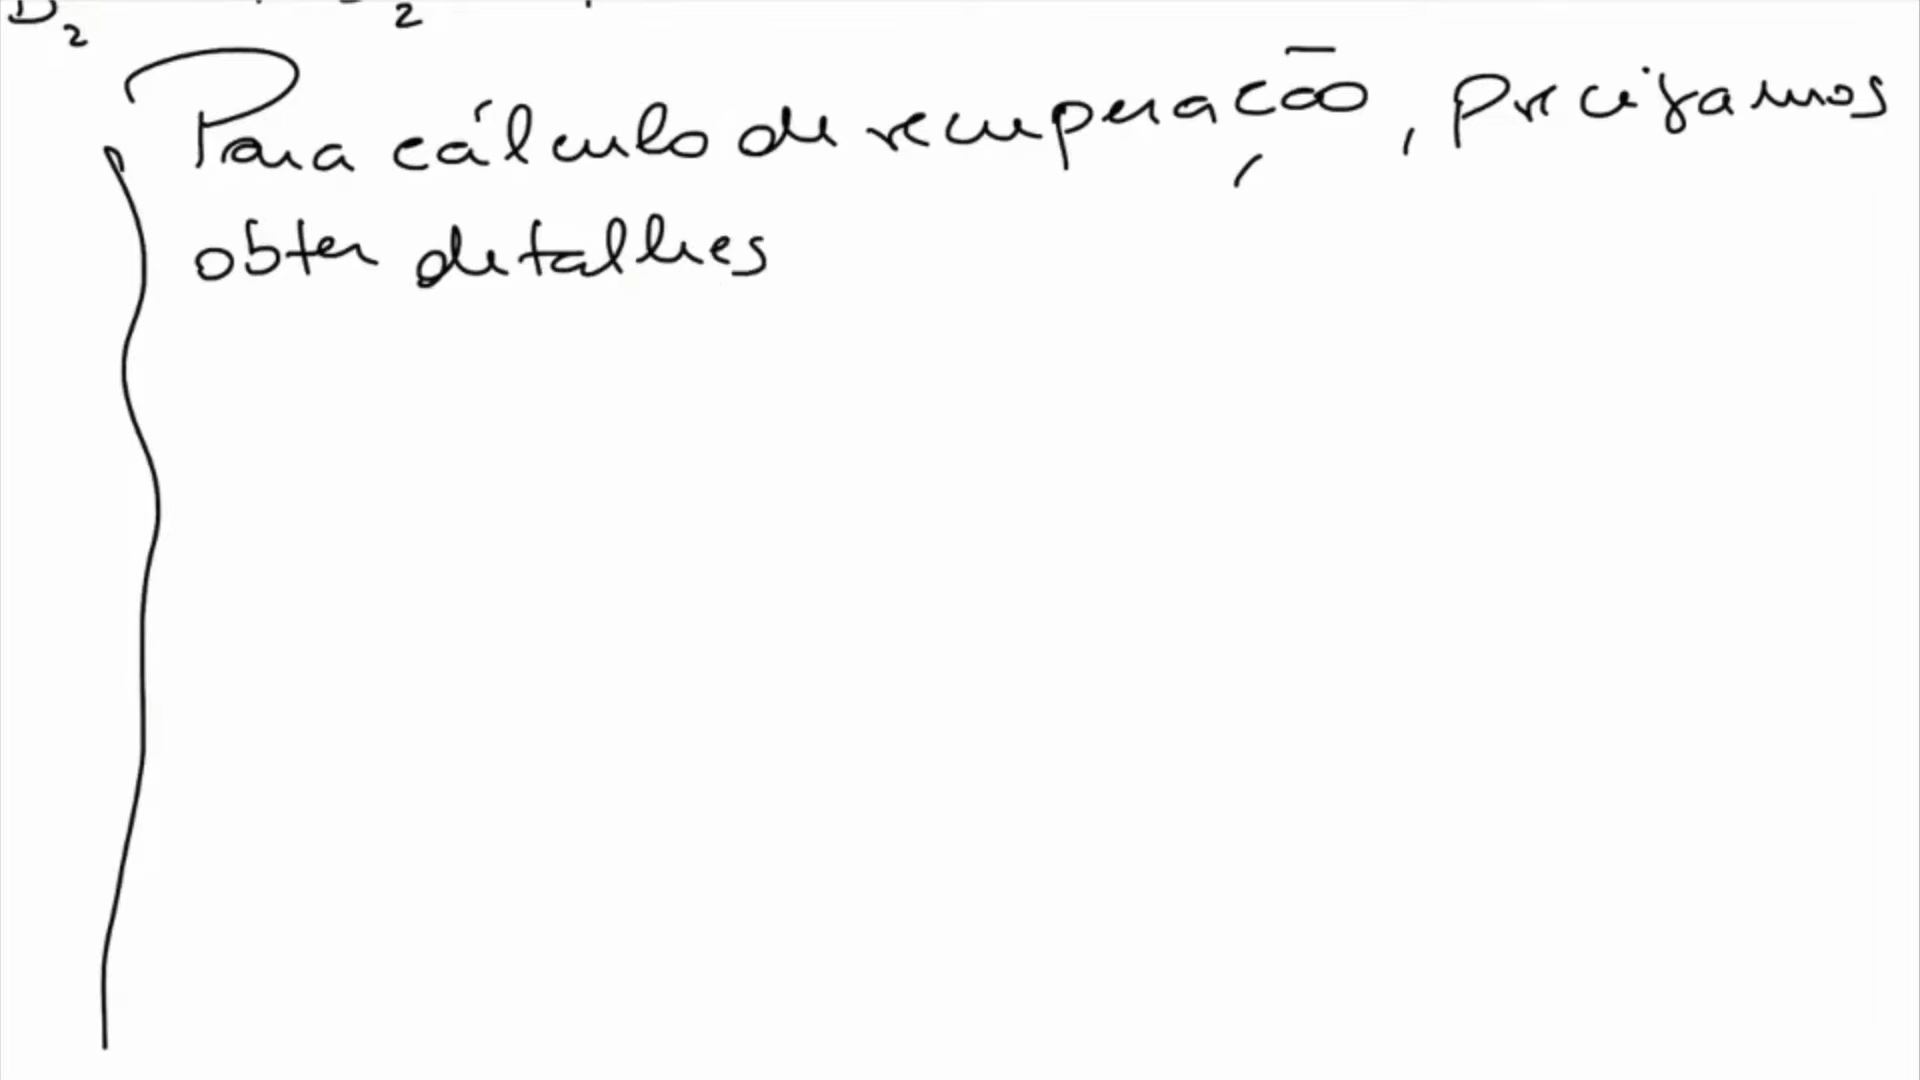 Para cálculo de recuperação, precisamos
obter detalhes